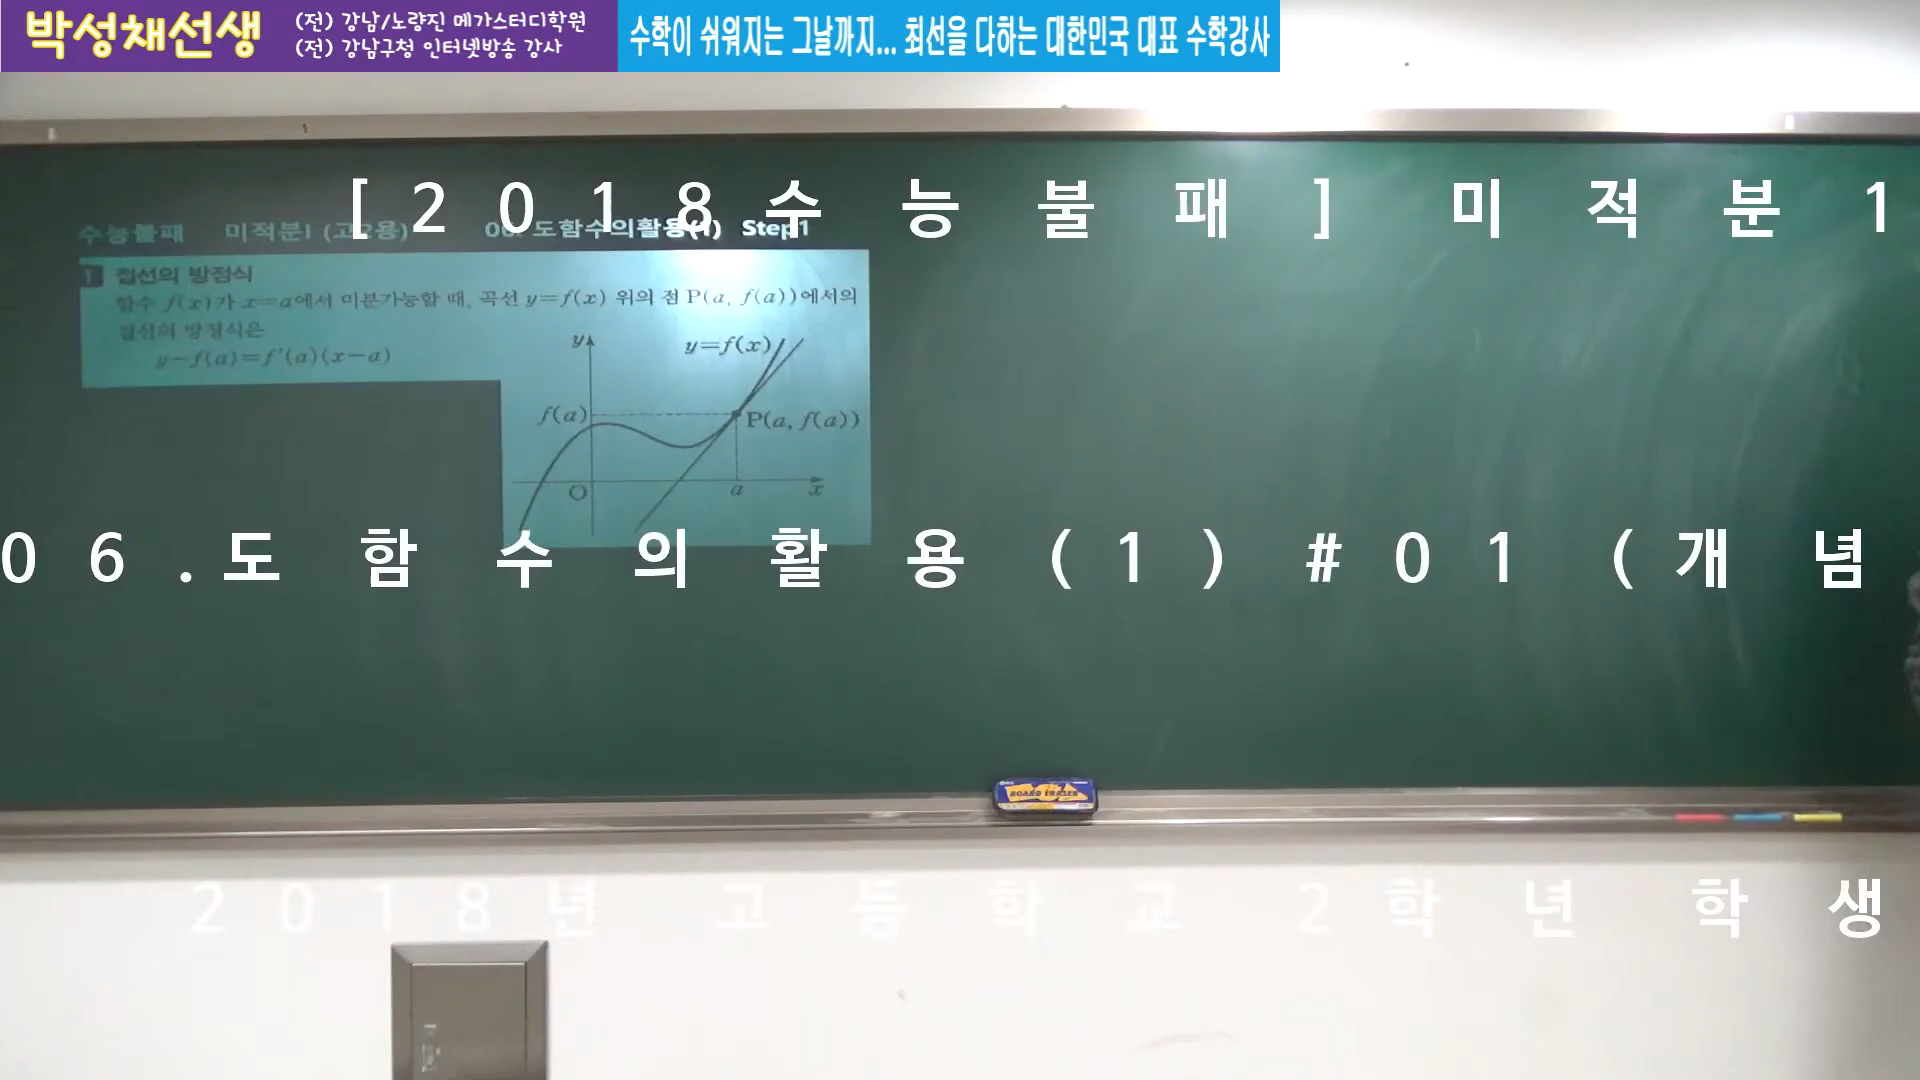 박성채선생
(전) 강남/노량진 메가스터디학원
(전) 강남구청 인터넷방송 강사
수학이 쉬워지는 그날까지... 최선을 다하는 대한민국 대표 수학강사
[2018수능불패] 미적분1
수능불패 미적분Ⅰ (고2용) 06. 도함수의활용(1) Step1
1 접선의 방정식
함수 f(x)가 x=a에서 미분가능할 때, 곡선 y=f(x) 위의 점 P(a, f(a))에서의
접선의 방정식은
y-f(a)=f'(a)(x-a)
y
y=f(x)
f(a)
P(a, f(a))
O
a
x
06.도함수의활용(1)#01(개념
BOARD ERASER
2018년 고등학교 2학년 학생